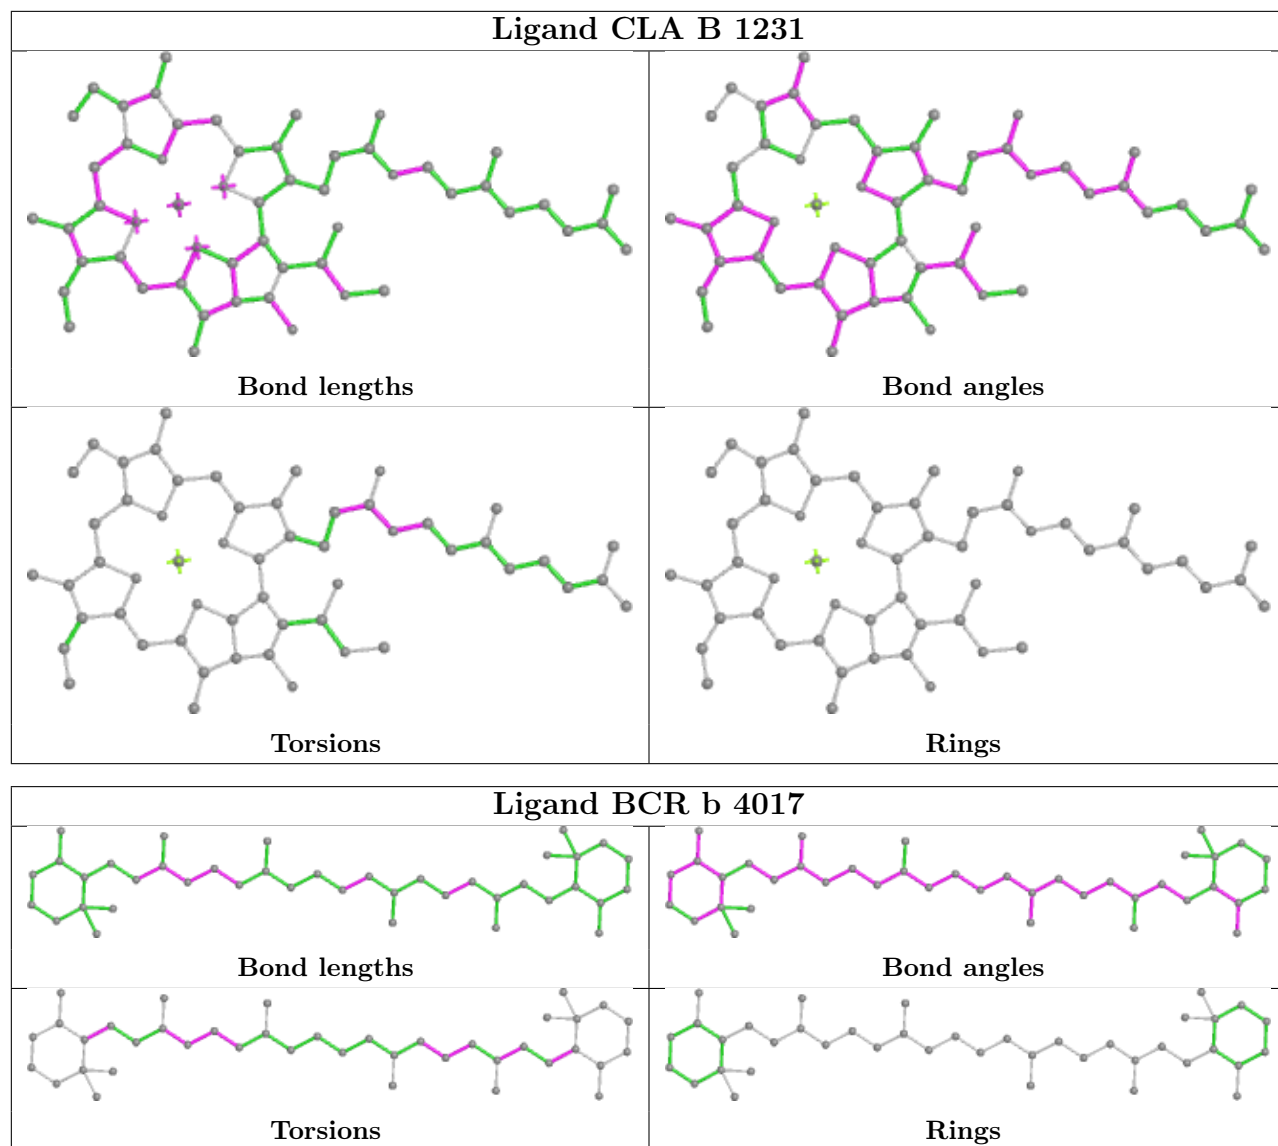 Ligand CLA B 1231
Bond lengths
Bond angles
Torsions
Rings
Ligand BCR b 4017
Bond lengths
Bond angles
Torsions
Rings